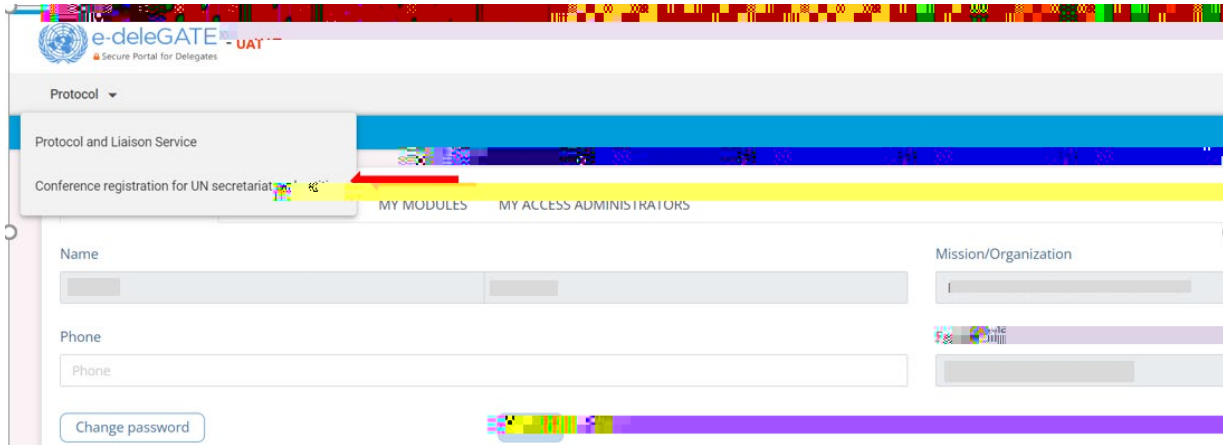 e-deleGATE - UAT
Secure Portal for Delegates
Protocol
Protocol and Liaison Service
Conference registration for UN secretariat
MY MODULES MY ACCESS ADMINISTRATORS
Name Mission/Organization
Phone
Phone
Change password